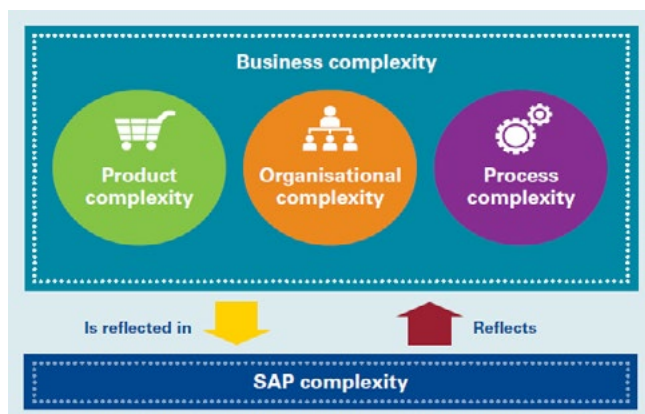 Business complexity
Product
complexity
Organisational
complexity
Process
complexity
Is reflected in
Reflects
SAP complexity